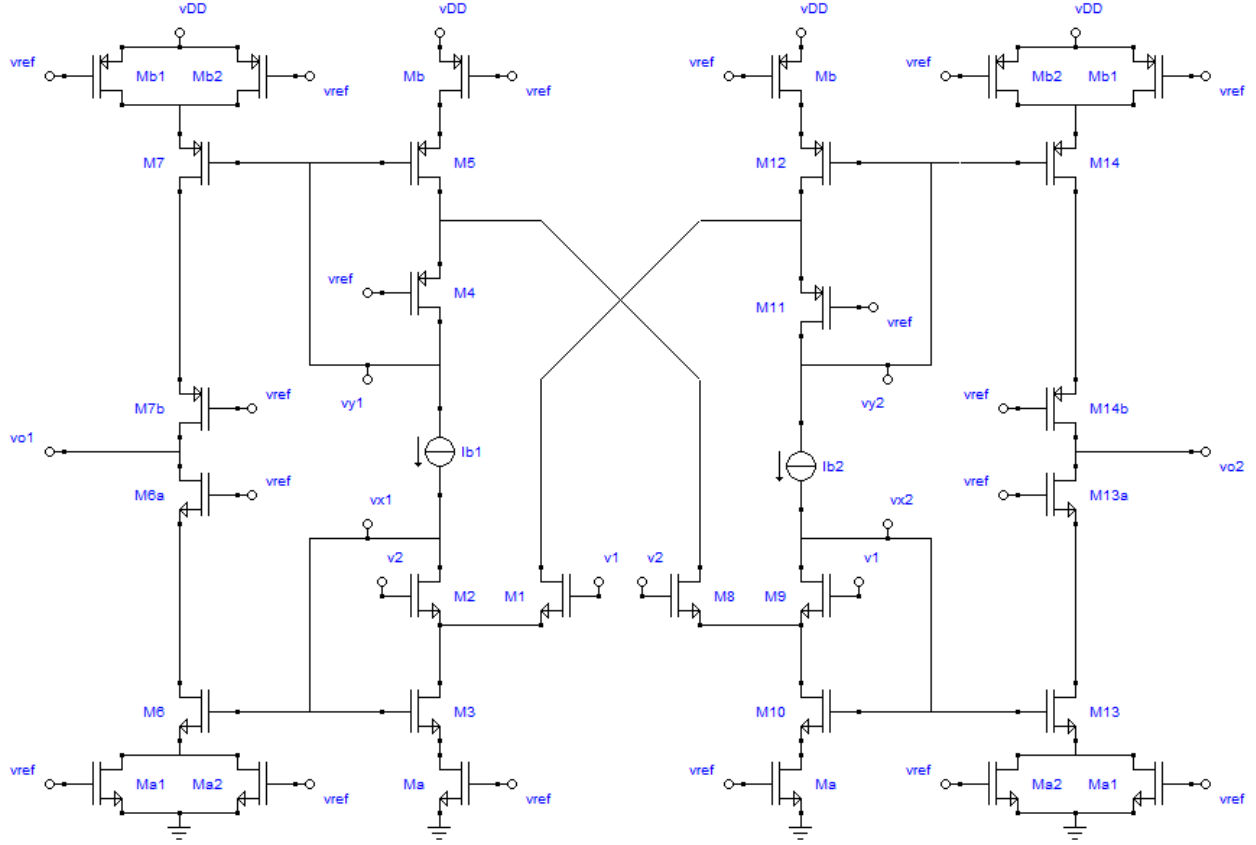 vDD vDD vDD vDD
vref Mb1 Mb2 vref Mb vref vref Mb vref Mb2 Mb1 vref
M7 M5 M12 M14
vref M4 M11 vref
vy1 vy2
M7b vref vref M14b
vo1 Ib1 Ib2 vo2
M6a vref vref M13a
vx1 vx2
v2 v1 v2 v1
M2 M1 M8 M9
M6 M3 M10 M13
vref Ma1 Ma2 vref Ma vref vref Ma vref Ma2 Ma1 vref